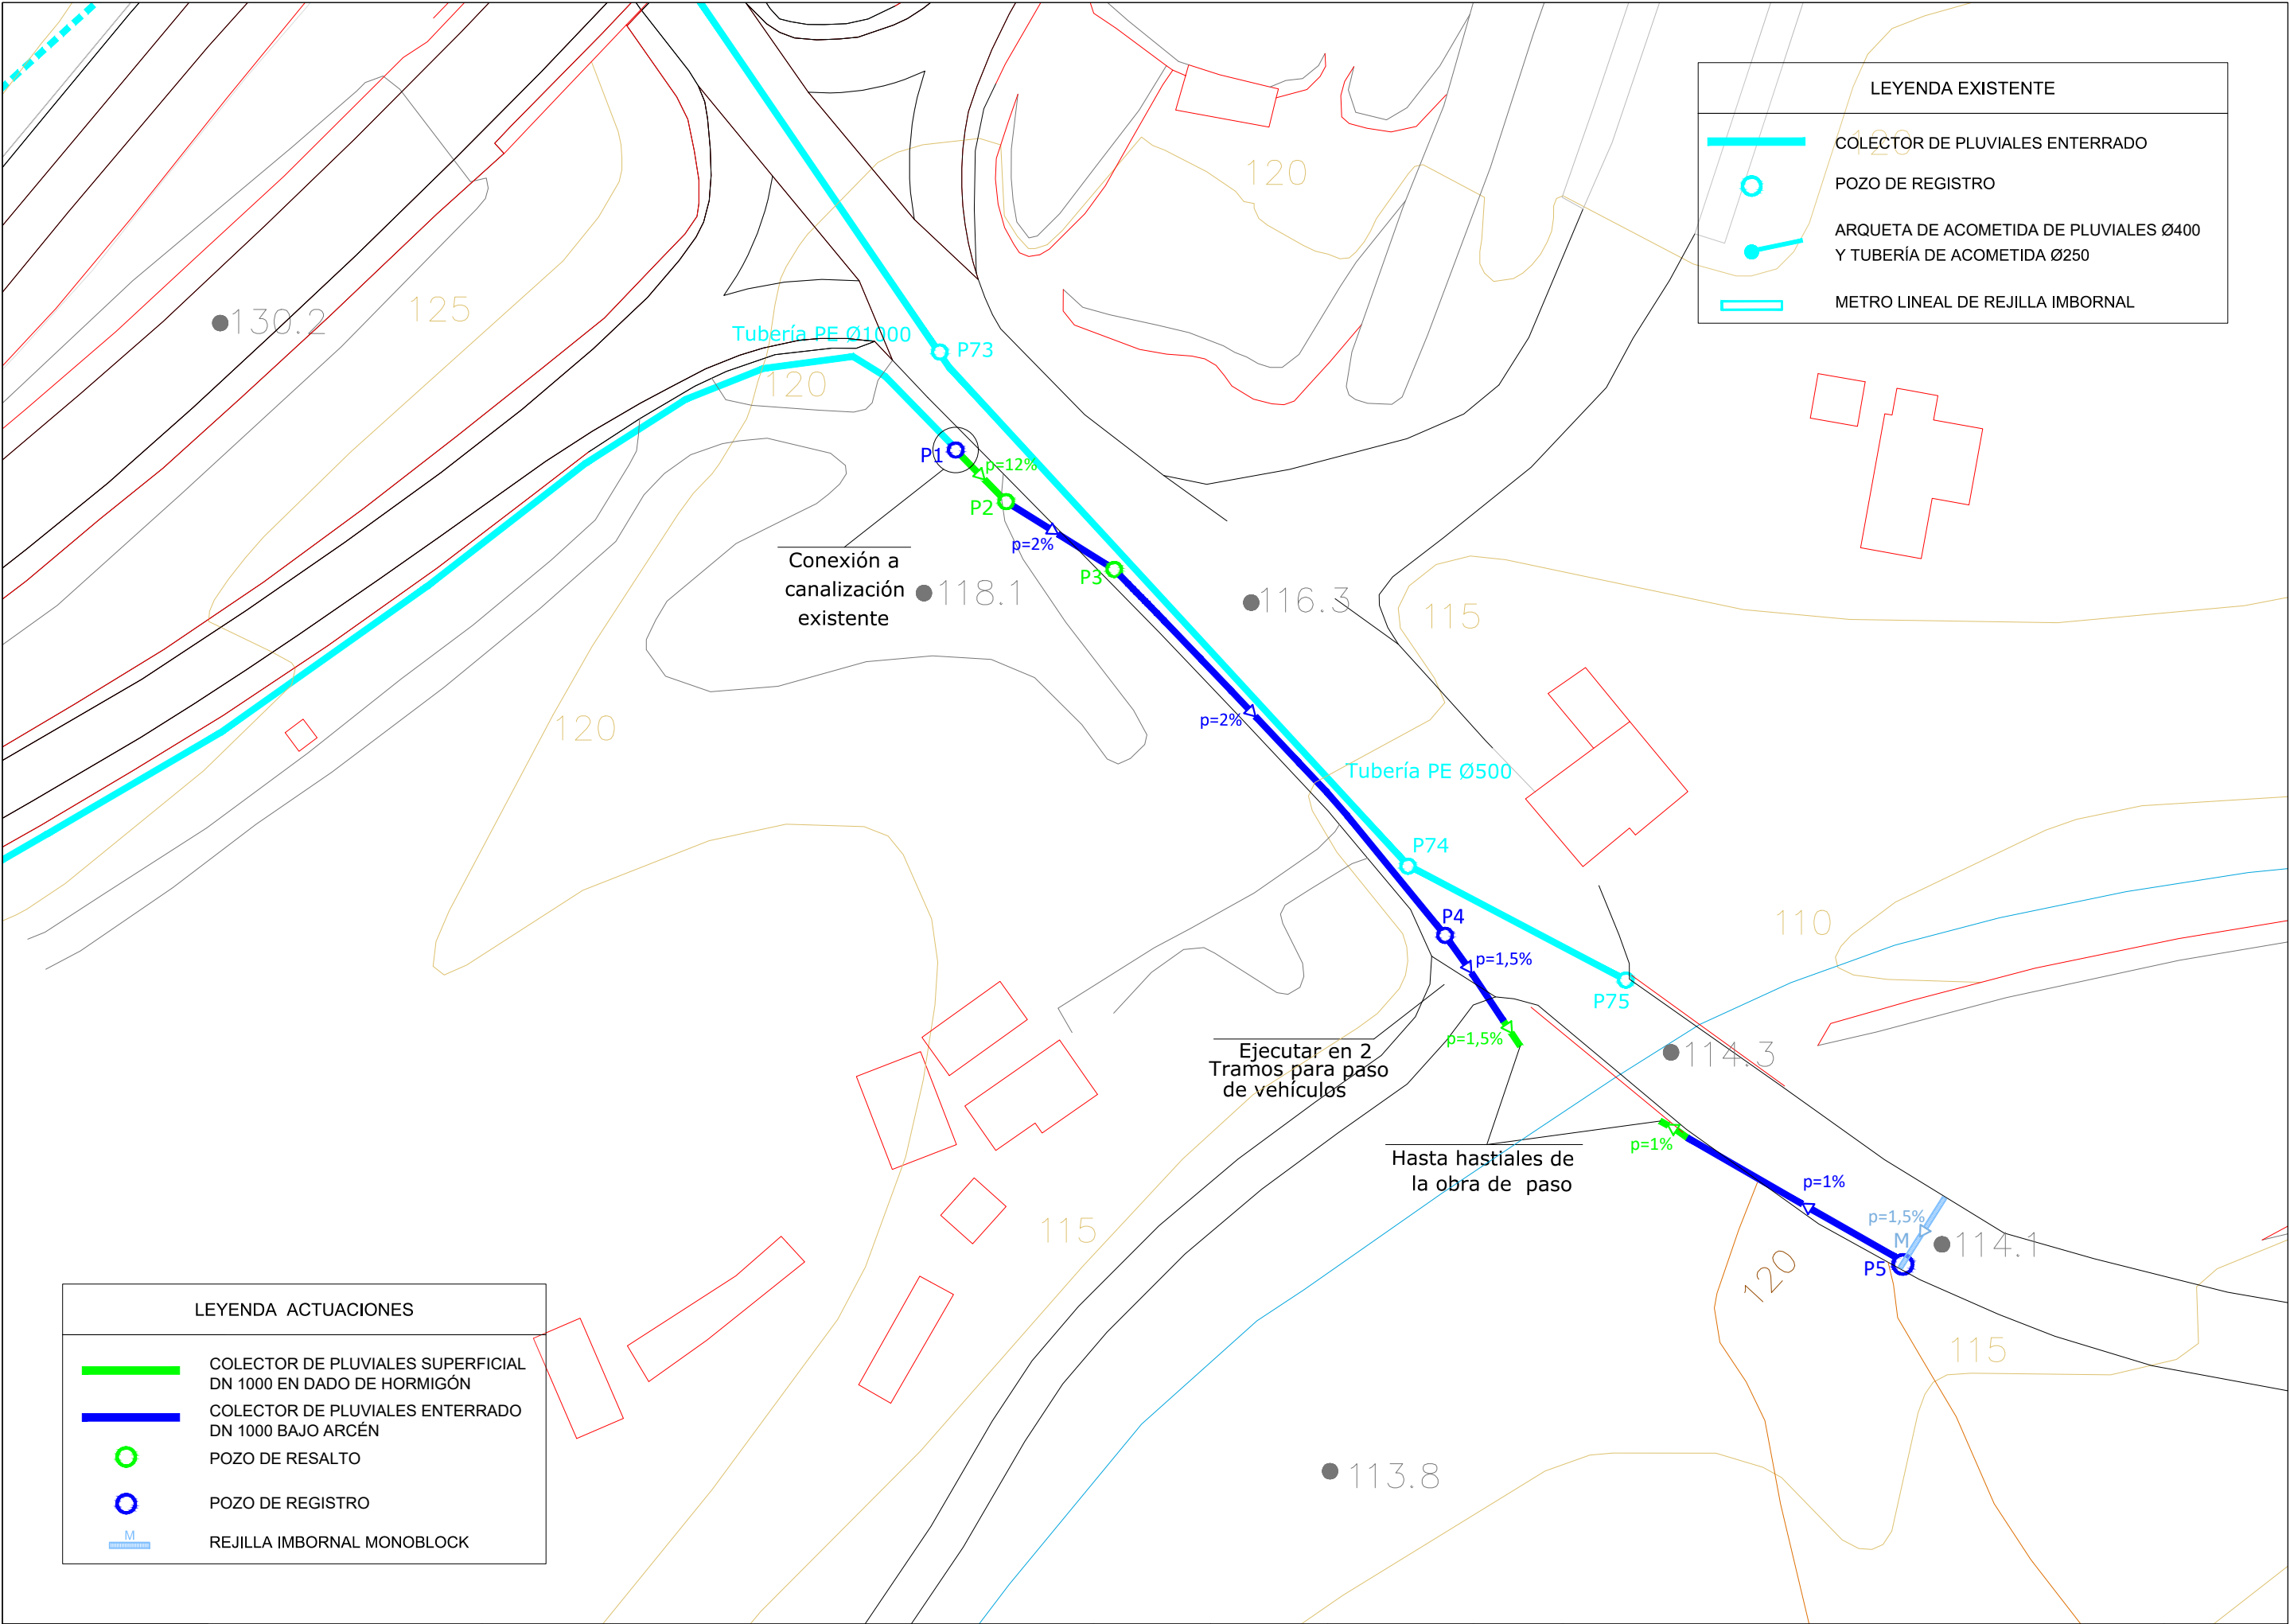 LEYENDA EXISTENTE
COLECTOR DE PLUVIALES ENTERRADO
POZO DE REGISTRO
ARQUETA DE ACOMETIDA DE PLUVIALES Ø400
Y TUBERÍA DE ACOMETIDA Ø250
METRO LINEAL DE REJILLA IMBORNAL
120
120
130.2
125
Tubería PE Ø1000
P73
120
P1
p=12%
P2
p=2%
P3
Conexión a
canalización
existente
118.1
116.3
115
120
p=2%
Tubería PE Ø500
P74
P4
110
p=1,5%
P75
p=1,5%
Ejecutar en 2
Tramos para paso
de vehículos
114.3
p=1%
Hasta hastiales de
la obra de paso
p=1%
p=1,5%
M
114.1
P5
115
120
115
113.8
LEYENDA ACTUACIONES
COLECTOR DE PLUVIALES SUPERFICIAL
DN 1000 EN DADO DE HORMIGÓN
COLECTOR DE PLUVIALES ENTERRADO
DN 1000 BAJO ARCÉN
POZO DE RESALTO
POZO DE REGISTRO
M
REJILLA IMBORNAL MONOBLOCK